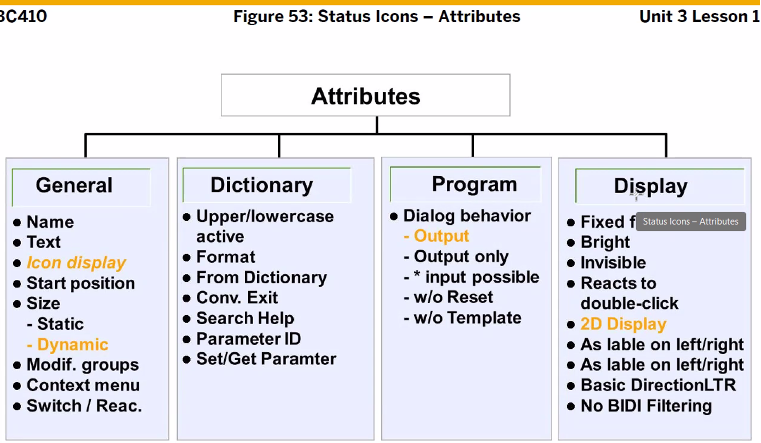 BC410
Figure 53: Status Icons – Attributes
Unit 3 Lesson 1
Attributes
General
● Name
● Text
● Icon display
● Start position
● Size
- Static
- Dynamic
● Modif. groups
● Context menu
● Switch / Reac.
Dictionary
● Upper/lowercase
active
● Format
● From Dictionary
● Conv. Exit
● Search Help
● Parameter ID
● Set/Get Paramter
Program
● Dialog behavior
- Output
- Output only
- * input possible
- w/o Reset
- w/o Template
Display
● Fixed
Status Icons – Attributes
● Bright
● Invisible
● Reacts to
double-click
● 2D Display
● As lable on left/right
● As lable on left/right
● Basic DirectionLTR
● No BIDI Filtering